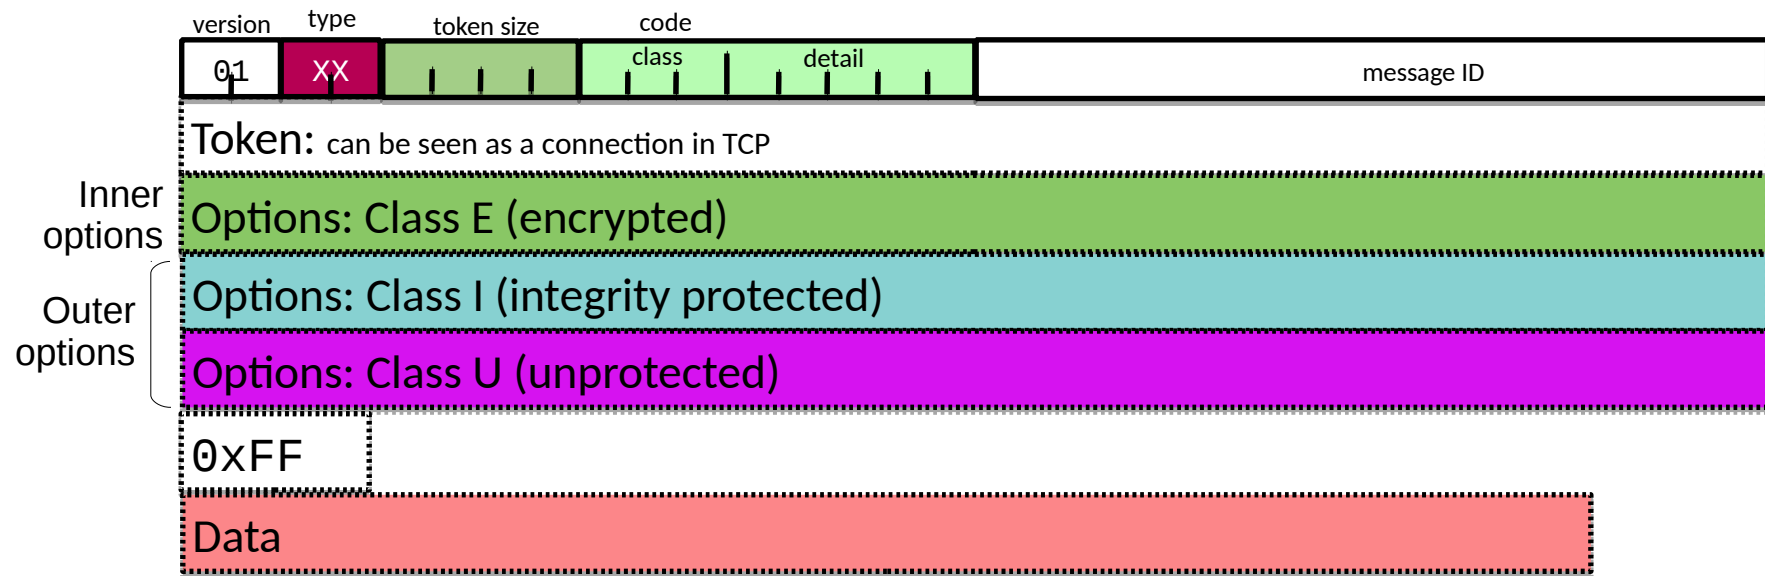 version type token size code
01 XX class detail message ID
Token: can be seen as a connection in TCP
Inner
options
Options: Class E (encrypted)
Outer
options
Options: Class I (integrity protected)
Options: Class U (unprotected)
0xFF
Data